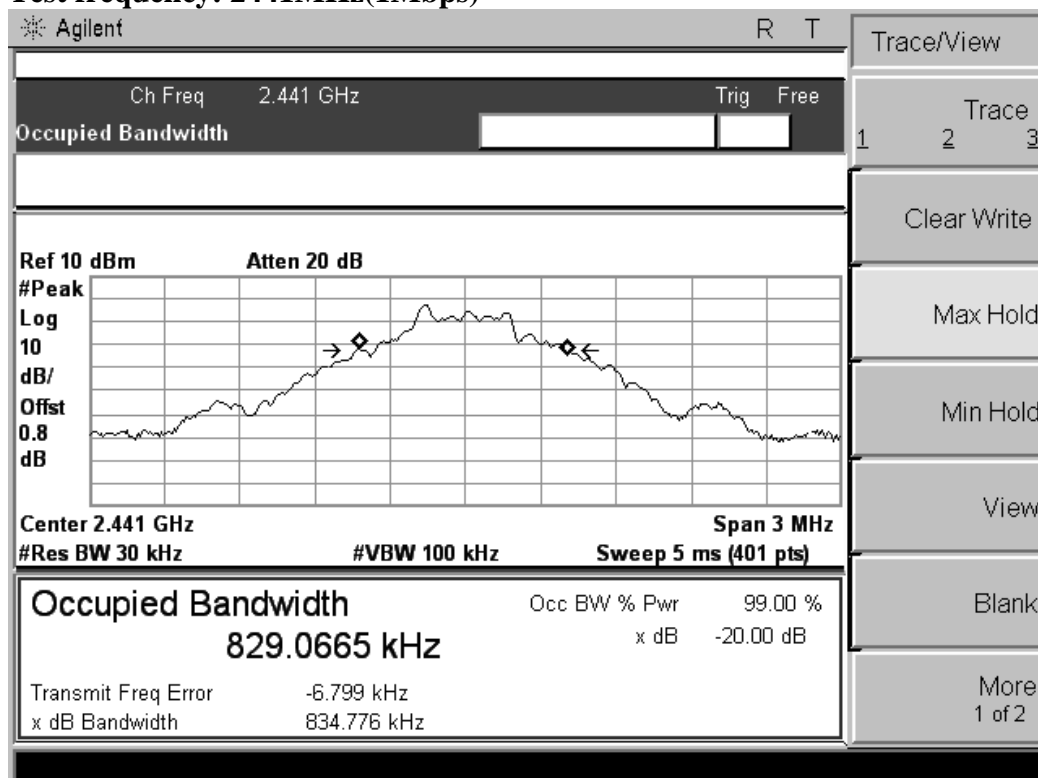 Test frequency: 2441MHz(1Mbps)
Agilent R T
Trace/View
Ch Freq 2.441 GHz Trig Free
Occupied Bandwidth
Trace
1 2 3
Clear Write
Ref 10 dBm Atten 20 dB
#Peak
Log
10
dB/
Offst
0.8
dB
Max Hold
Min Hold
View
Center 2.441 GHz Span 3 MHz
#Res BW 30 kHz #VBW 100 kHz Sweep 5 ms (401 pts)
Occupied Bandwidth Occ BW % Pwr 99.00 %
829.0665 kHz x dB -20.00 dB
Blank
Transmit Freq Error -6.799 kHz
x dB Bandwidth 834.776 kHz
More
1 of 2